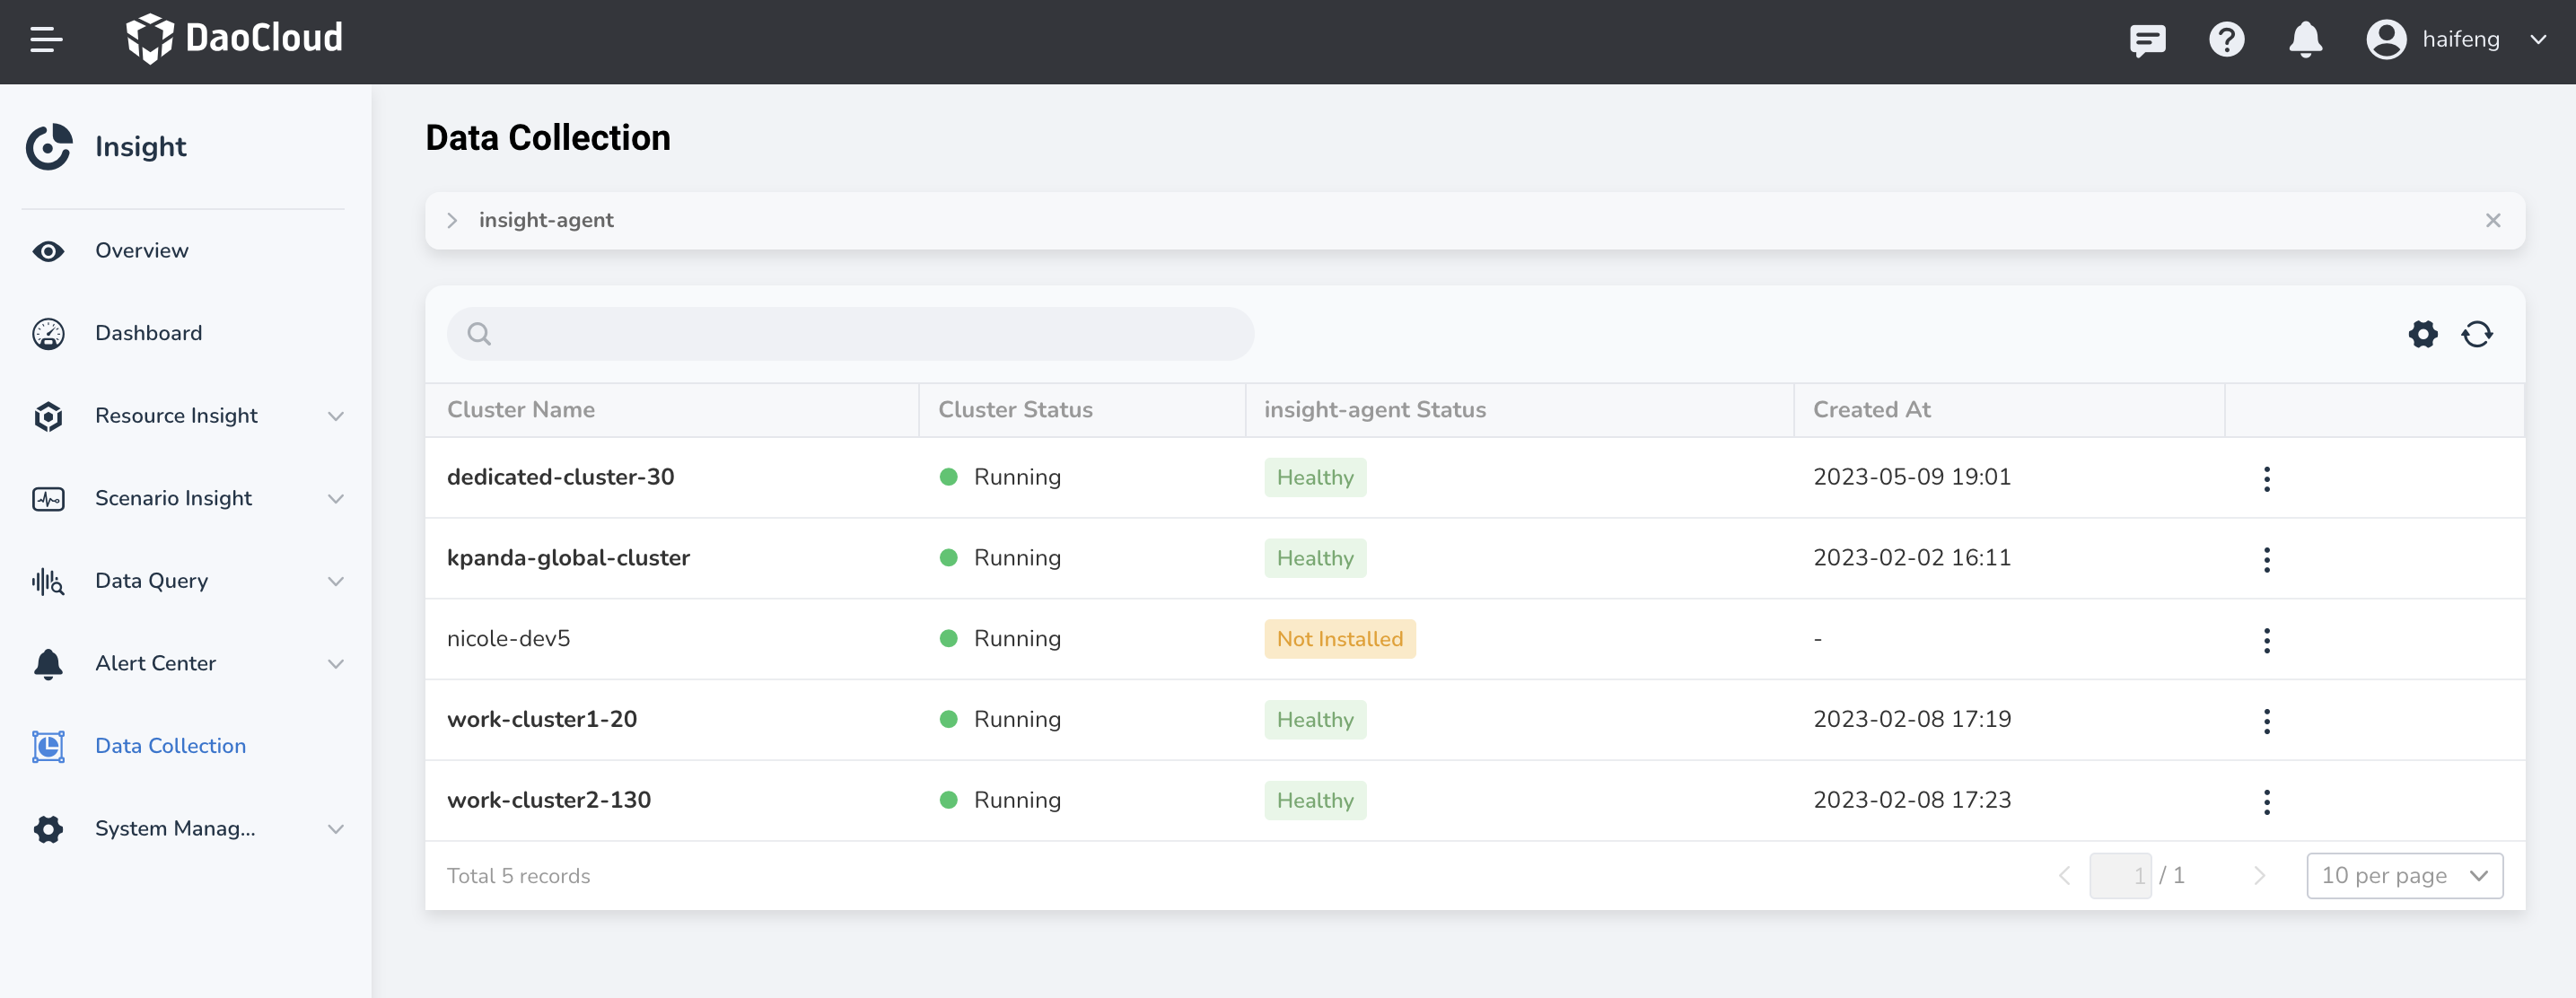 DaoCloud
haifeng
Insight
Overview
Dashboard
Resource Insight
Scenario Insight
Data Query
Alert Center
Data Collection
System Manag...
Data Collection
insight-agent
Cluster Name Cluster Status insight-agent Status Created At
dedicated-cluster-30 Running Healthy 2023-05-09 19:01
kpanda-global-cluster Running Healthy 2023-02-02 16:11
nicole-dev5 Running Not Installed -
work-cluster1-20 Running Healthy 2023-02-08 17:19
work-cluster2-130 Running Healthy 2023-02-08 17:23
Total 5 records 1 / 1 10 per page